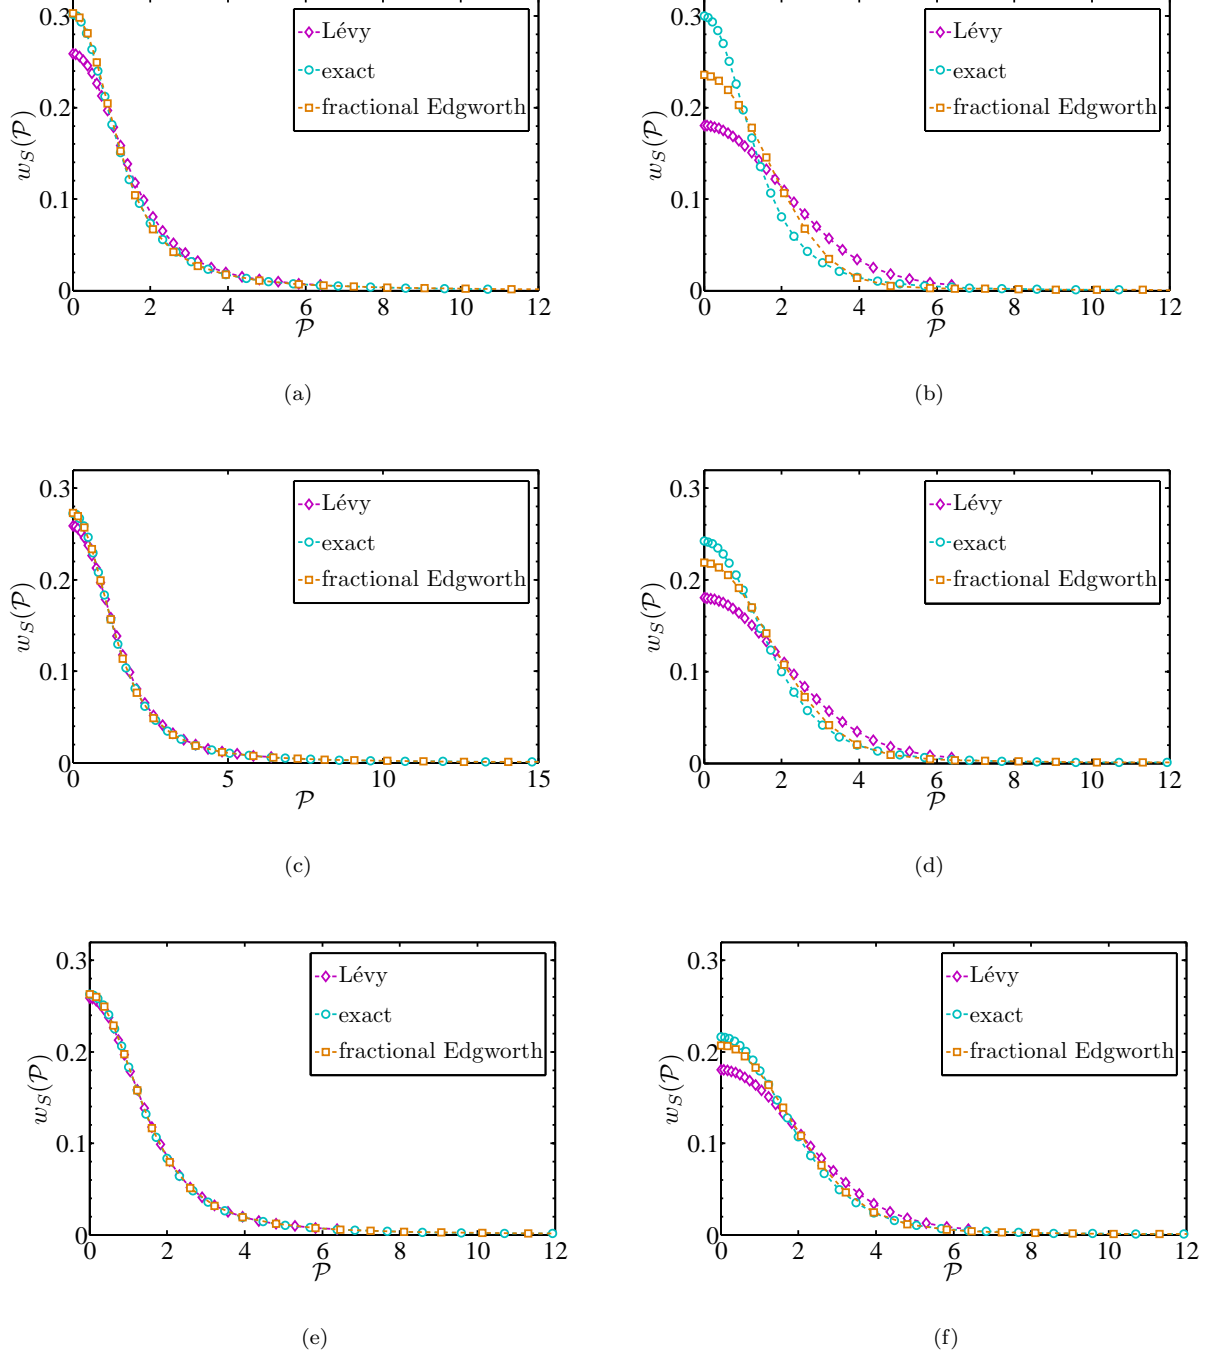 0.3
0.2
0.1
0
w_S(P)
0 2 4 6 8 10 12
P
Lévy
exact
fractional Edgworth
(a)
0.3
0.2
0.1
0
w_S(P)
0 2 4 6 8 10 12
P
Lévy
exact
fractional Edgworth
(b)
0.3
0.2
0.1
0
w_S(P)
0 5 10 15
P
Lévy
exact
fractional Edgworth
(c)
0.3
0.2
0.1
0
w_S(P)
0 2 4 6 8 10 12
P
Lévy
exact
fractional Edgworth
(d)
0.3
0.2
0.1
0
w_S(P)
0 2 4 6 8 10 12
P
Lévy
exact
fractional Edgworth
(e)
0.3
0.2
0.1
0
w_S(P)
0 2 4 6 8 10 12
P
Lévy
exact
fractional Edgworth
(f)